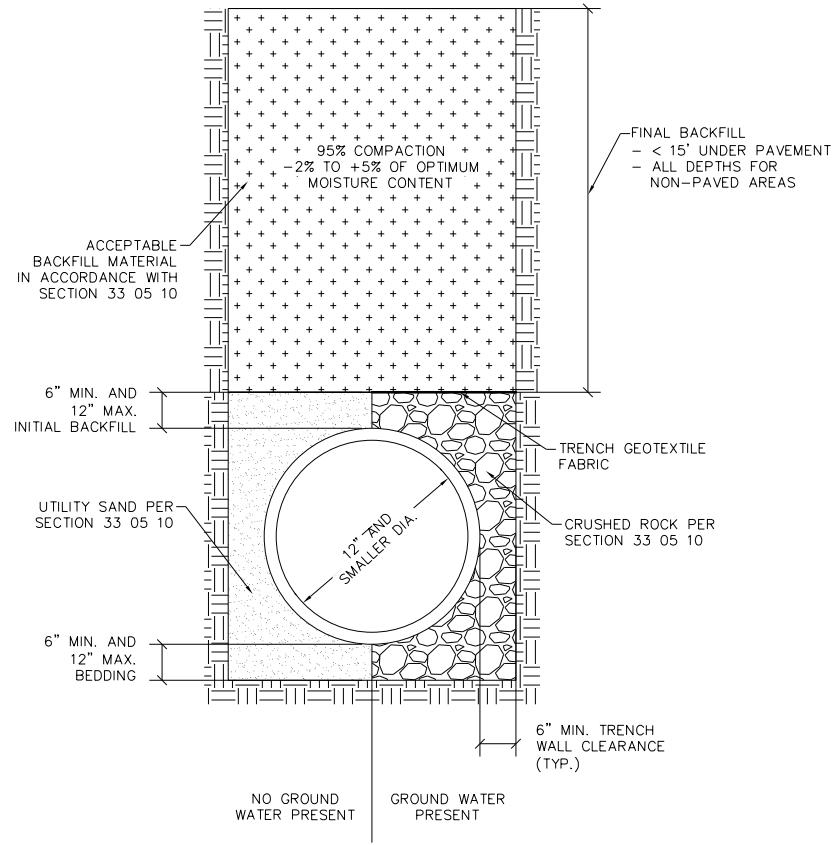 95% COMPACTION
-2% TO +5% OF OPTIMUM
MOISTURE CONTENT
FINAL BACKFILL
- < 15' UNDER PAVEMENT
- ALL DEPTHS FOR
NON-PAVED AREAS
ACCEPTABLE
BACKFILL MATERIAL
IN ACCORDANCE WITH
SECTION 33 05 10
6" MIN. AND
12" MAX.
INITIAL BACKFILL
TRENCH GEOTEXTILE
FABRIC
UTILITY SAND PER
SECTION 33 05 10
12" AND
SMALLER DIA.
CRUSHED ROCK PER
SECTION 33 05 10
6" MIN. AND
12" MAX.
BEDDING
6" MIN. TRENCH
WALL CLEARANCE
(TYP.)
NO GROUND
WATER PRESENT
GROUND WATER
PRESENT